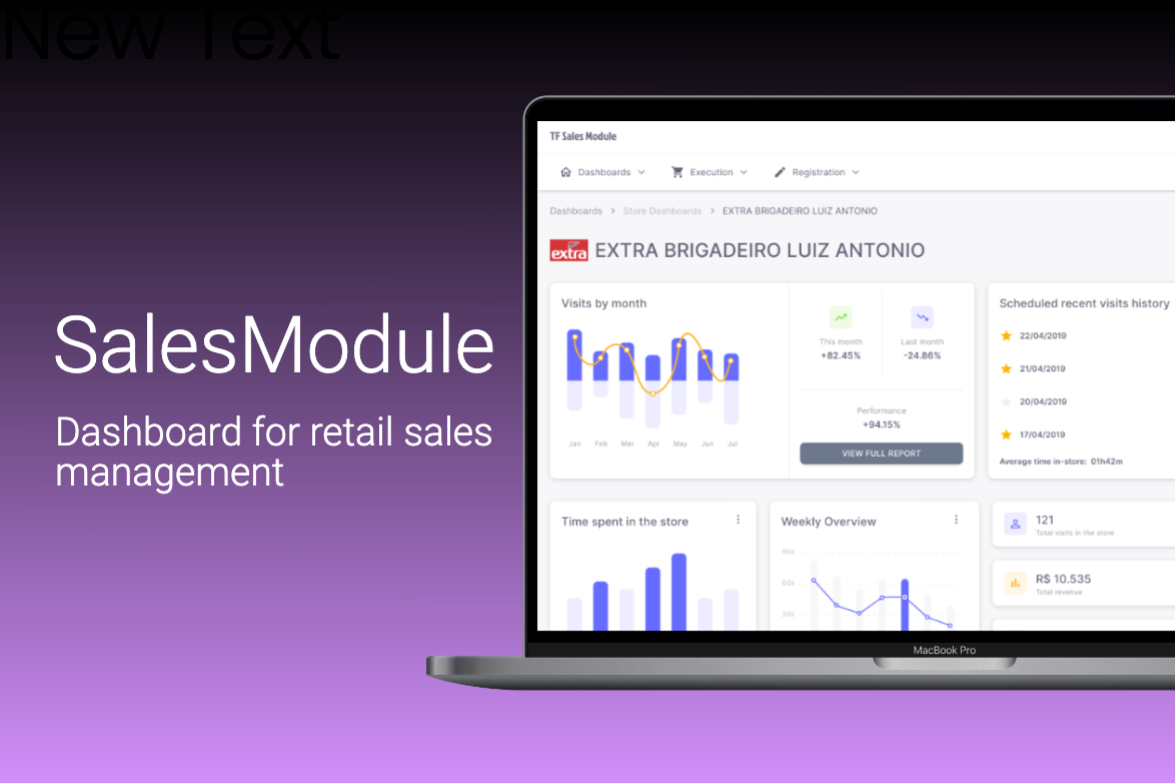 New Text
SalesModule
Dashboard for retail sales
management
TF Sales Module
Dashboards
Execution
Registration
Dashboards > Store Dashboards > EXTRA BRIGADEIRO LUIZ ANTONIO
extra EXTRA BRIGADEIRO LUIZ ANTONIO
Visits by month
Jan Feb Mar Apr May Jun Jul
This month
+82.45%
Last month
-24.86%
Performance
+94.15%
VIEW FULL REPORT
Scheduled recent visits history
22/04/2019
21/04/2019
20/04/2019
17/04/2019
Average time in-store: 01h42m
Time spent in the store
Weekly Overview
90k
60k
30k
121
Total visits in the store
R$ 10.535
Total revenue
MacBook Pro